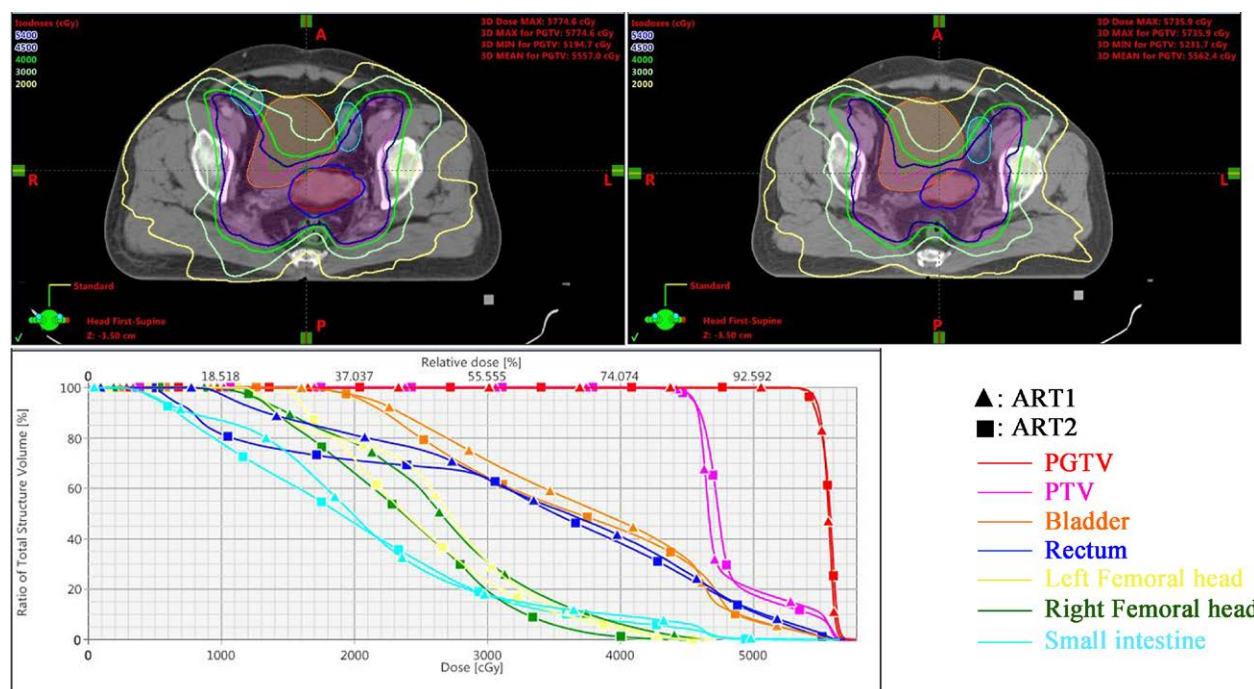 Isodoses (cGy)
5400
4500
4000
3000
2000
A
3D Dose MAX: 5774.6 cGy
3D MAX for PGTV: 5774.6 cGy
3D MIN for PGTV: 5194.7 cGy
3D MEAN for PGTV: 5557.0 cGy
R
L
Standard
Head First-Supine
Z: -3.50 cm
P
Isodoses (cGy)
5400
4500
4000
3000
2000
A
3D Dose MAX: 5735.9 cGy
3D MAX for PGTV: 5735.9 cGy
3D MIN for PGTV: 5231.7 cGy
3D MEAN for PGTV: 5562.4 cGy
R
L
Standard
Head First-Supine
Z: -3.50 cm
P
Relative dose [%]
0 18.518 37.037 55.555 74.074 92.592
Ratio of Total Structure Volume [%]
100
80
60
40
20
0
0 1000 2000 3000 4000 5000
Dose [cGy]
▲: ART1
■: ART2
PGTV
PTV
Bladder
Rectum
Left Femoral head
Right Femoral head
Small intestine